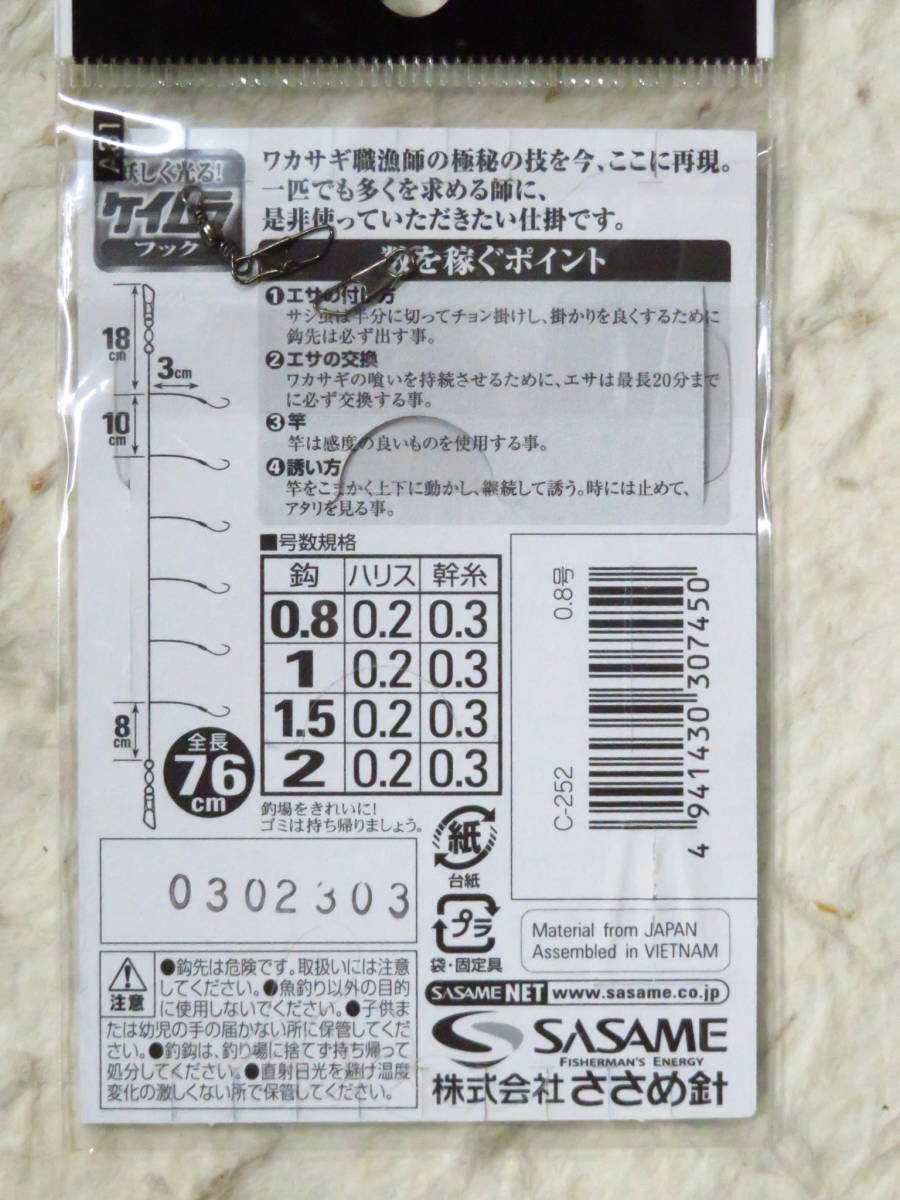 A31
妖しく光る!
ケイムラ
フック
ワカサギ職漁師の極秘の技を今、ここに再現。
一匹でも多くを求める師に、
是非使っていただきたい仕掛です。
数を稼ぐポイント
①エサの付け方
サシ虫は半分に切ってチョン掛けし、掛かりを良くするために
鈎先は必ず出す事。
②エサの交換
ワカサギの喰いを持続させるために、エサは最長20分まで
に必ず交換する事。
③竿
竿は感度の良いものを使用する事。
④誘い方
竿をこまかく上下に動かし、継続して誘う。時には止めて、
アタリを見る事。
18cm
3cm
10cm
8cm
全長
76
cm
■号数規格
鈎 ハリス 幹糸
0.8 0.2 0.3
1 0.2 0.3
1.5 0.2 0.3
2 0.2 0.3
釣場をきれいに!
ゴミは持ち帰りましょう。
0.8号
C-252
4 941430 307450
紙
台紙
プラ
袋・固定具
0302303
Material from JAPAN
Assembled in VIETNAM
注意
●鈎先は危険です。取扱いには注意
してください。●魚釣り以外の目的
に使用しないでください。●子供ま
たは幼児の手の届かない所に保管してくだ
さい。●釣鈎は、釣り場に捨てず持ち帰って
処分してください。●直射日光を避け温度
変化の激しくない所で保管してください。
SASAME NET www.sasame.co.jp
SASAME
FISHERMAN'S ENERGY
株式会社ささめ針